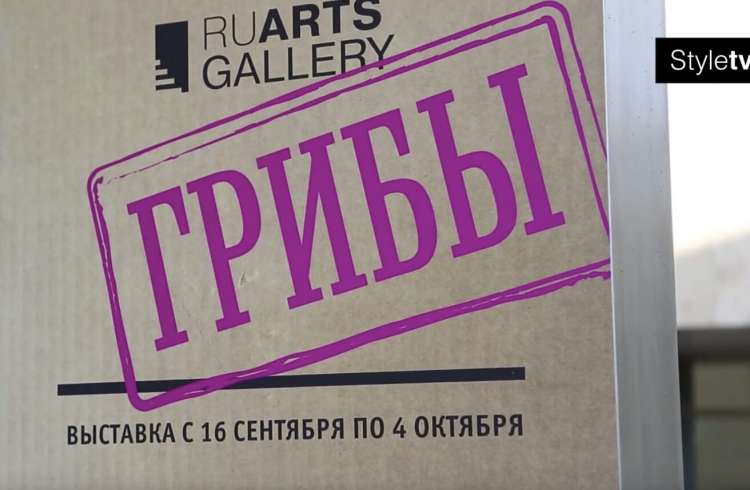 RUARTS
GALLERY
Styletv
ГРИБЫ
ВЫСТАВКА С 16 СЕНТЯБРЯ ПО 4 ОКТЯБРЯ